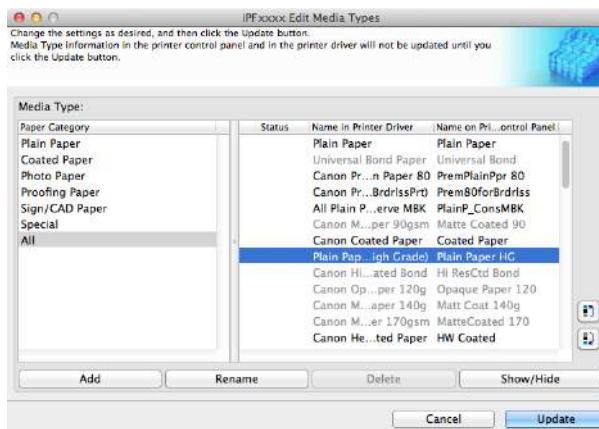 iPFxxxx Edit Media Types
Change the settings as desired, and then click the Update button.
Media Type information in the printer control panel and in the printer driver will not be updated until you
click the Update button.
Media Type:
Paper Category
Plain Paper
Coated Paper
Photo Paper
Proofing Paper
Sign/CAD Paper
Special
All
Status Name in Printer Driver Name on Pri...ontrol Panel
Plain Paper Plain Paper
Universal Bond Paper Universal Bond
Canon Pr...n Paper 80 PremPlainPpr 80
Canon Pr...BrdrlssPrt) Prem80forBrdrlss
All Plain P...erve MBK PlainP_ConsMBK
Canon M...per 90gsm Matte Coated 90
Canon Coated Paper Coated Paper
Plain Pap...igh Grade) Plain Paper HG
Canon Hi...ated Bond Hi ResCtd Bond
Canon Op...per 120g Opaque Paper 120
Canon M...aper 140g Matt Coat 140g
Canon M...er 170gsm MatteCoated 170
Canon He...ted Paper HW Coated
Add Rename Delete Show/Hide
Cancel Update